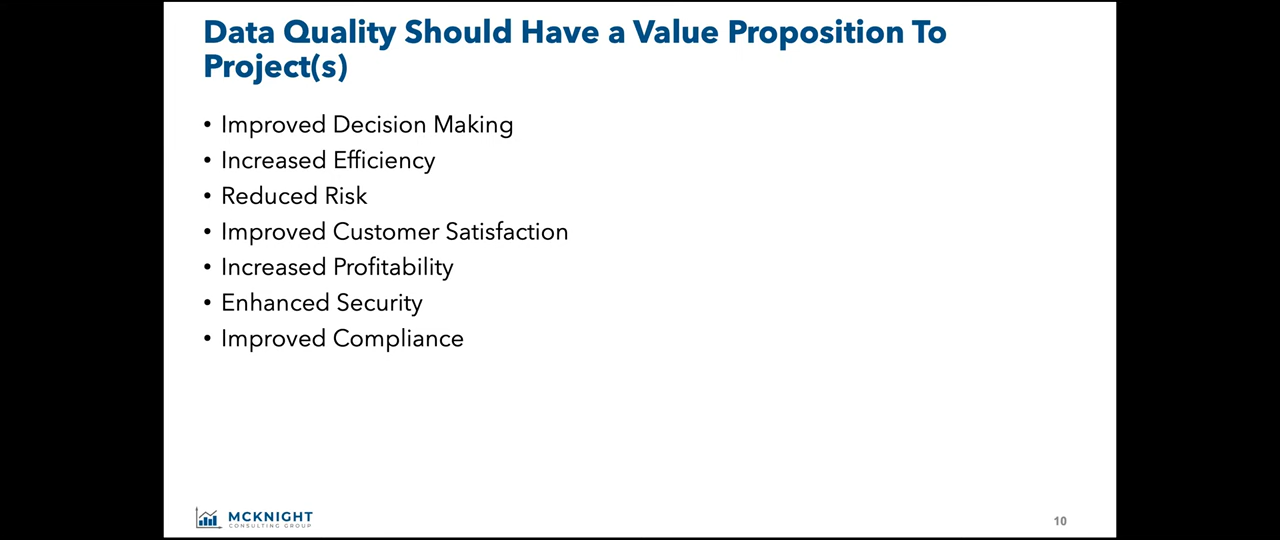 Data Quality Should Have a Value Proposition To
Project(s)
• Improved Decision Making
• Increased Efficiency
• Reduced Risk
• Improved Customer Satisfaction
• Increased Profitability
• Enhanced Security
• Improved Compliance
MCKNIGHT
CONSULTING GROUP
10